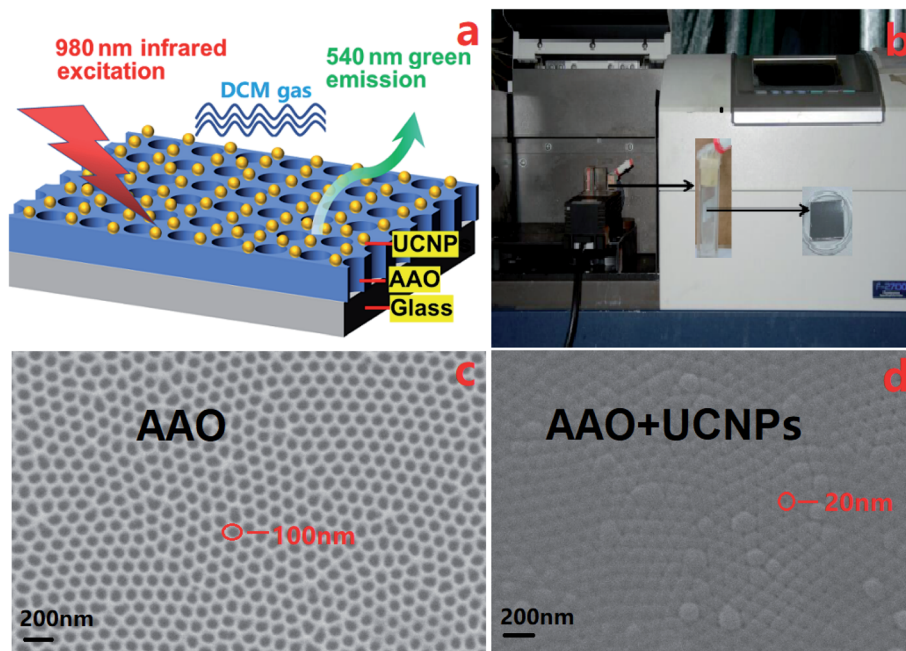 a
980 nm infrared
excitation
540 nm green
emission
DCM gas
UCNP
AAO
Glass
b
c
AAO
100nm
200nm
d
AAO+UCNPs
20nm
200nm